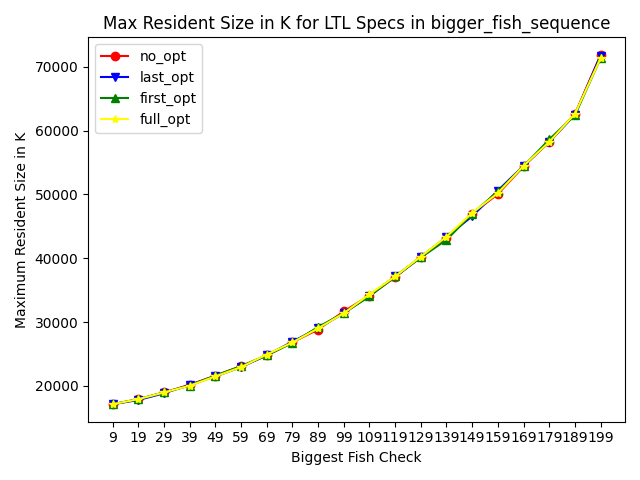 Max Resident Size in K for LTL Specs in bigger_fish_sequence
no_opt
last_opt
first_opt
full_opt
Maximum Resident Size in K
70000
60000
50000
40000
30000
20000
9 19 29 39 49 59 69 79 89 99 109 119 129 139 149 159 169 179 189 199
Biggest Fish Check